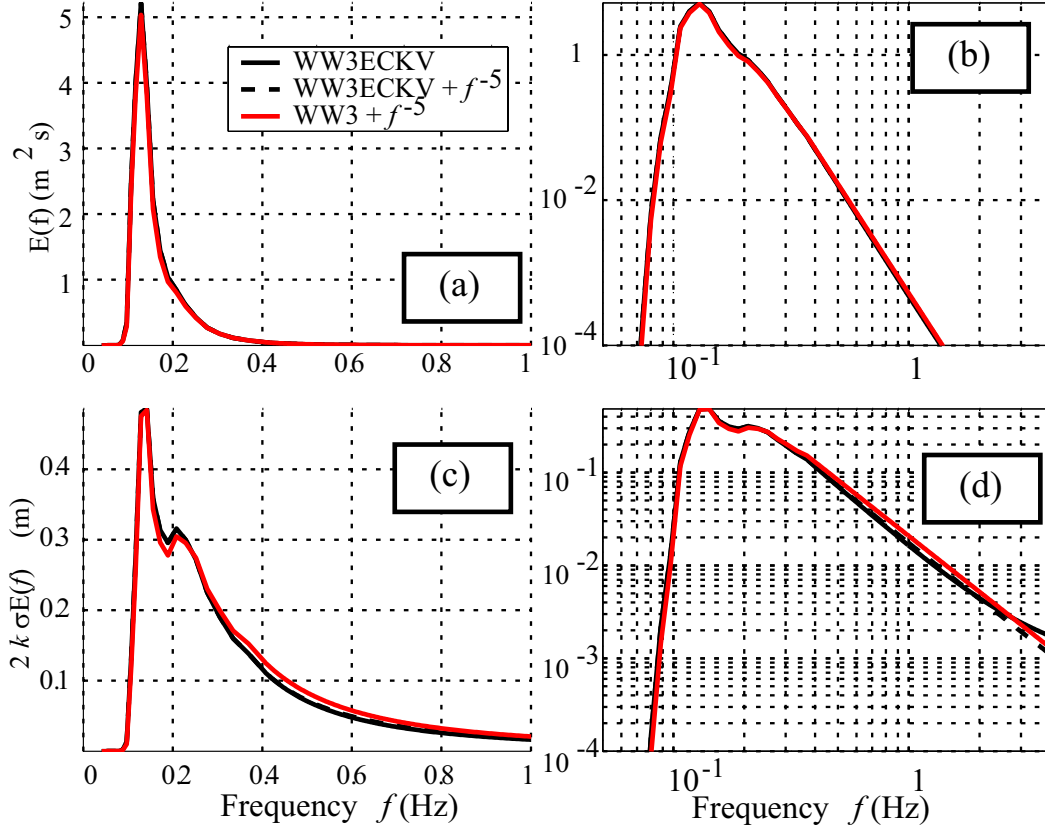 5
4
3
2
1
E(f) (m² s)
WW3ECKV
WW3ECKV + f⁻⁵
WW3 + f⁻⁵
(a)
0 0.2 0.4 0.6 0.8 1
1
10⁻²
10⁻⁴
(b)
10⁻¹ 1
0.4
0.3
0.2
0.1
2 k σE(f) (m)
(c)
0 0.2 0.4 0.6 0.8 1
Frequency f (Hz)
10⁻¹
10⁻²
10⁻³
10⁻⁴
(d)
10⁻¹ 1
Frequency f (Hz)